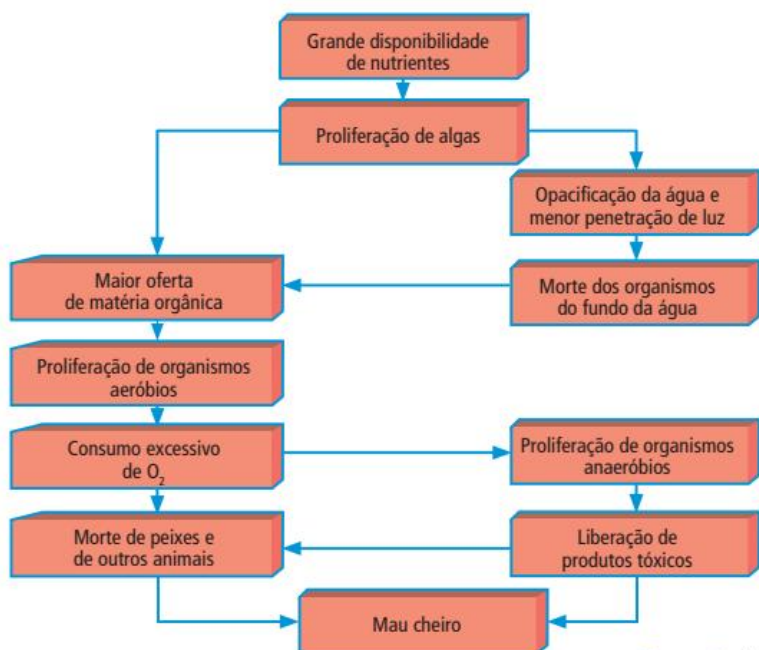 Grande disponibilidade
de nutrientes
Proliferação de algas
Opacificação da água e
menor penetração de luz
Maior oferta
de matéria orgânica
Morte dos organismos
do fundo da água
Proliferação de organismos
aeróbios
Consumo excessivo
de O₂
Proliferação de organismos
anaeróbios
Morte de peixes e
de outros animais
Liberação de
produtos tóxicos
Mau cheiro